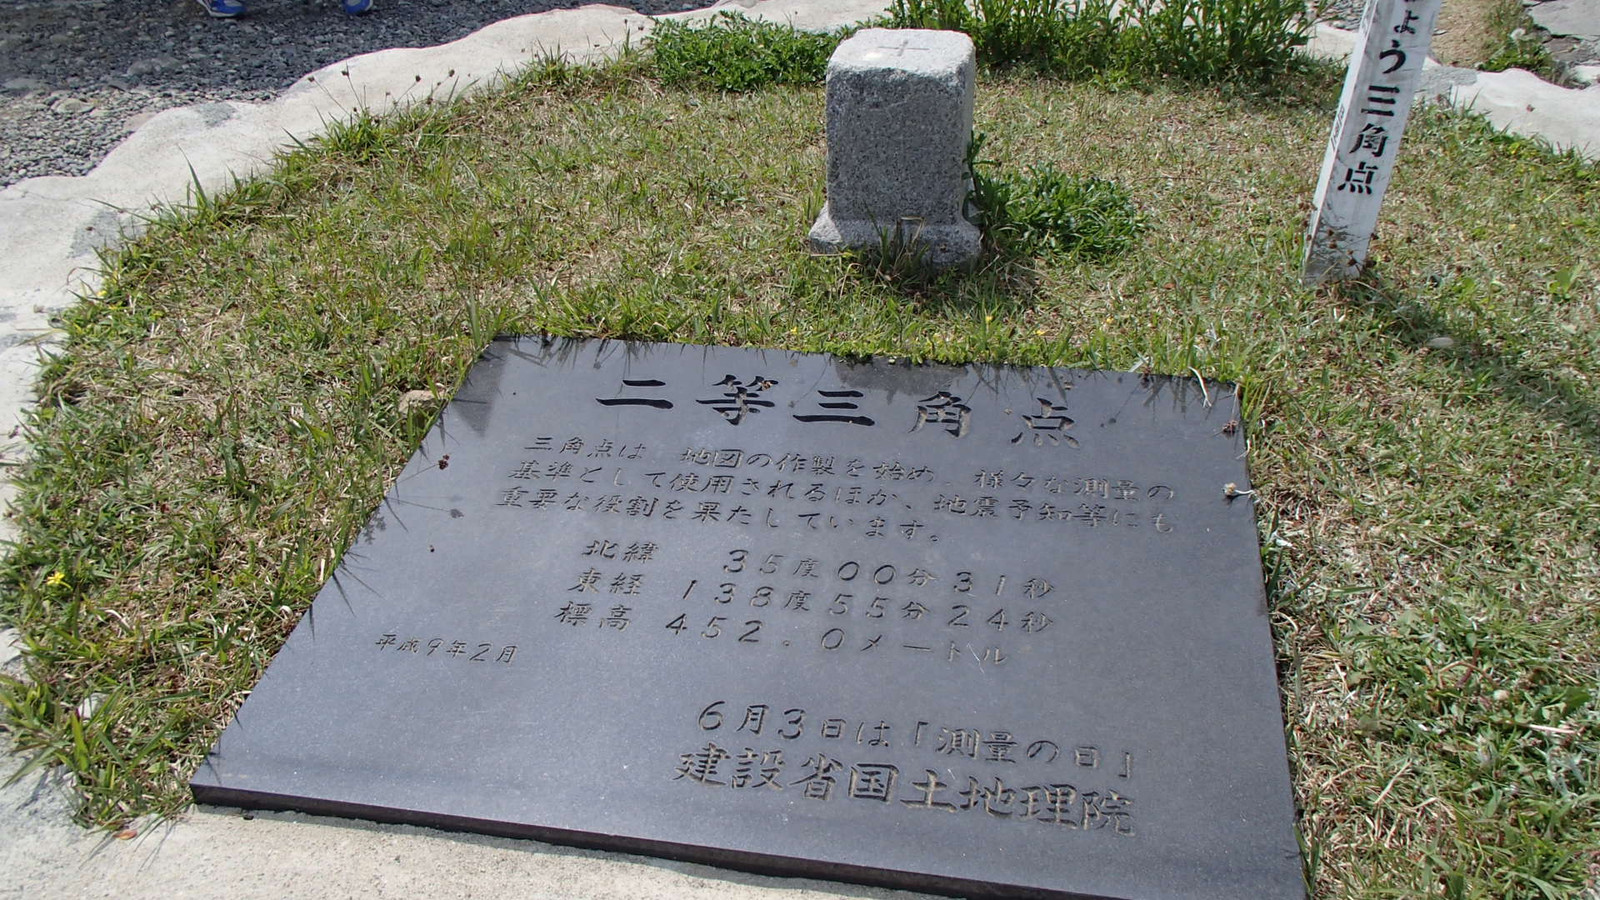 ょう三角点
二等三角点
三角点は、地図の作製を始め、様々な測量の
基準として使用されるほか、地震予知等にも
重要な役割を果たしています。
北緯 35度00分31秒
東経 138度55分24秒
標高 452.0メートル
平成9年2月
6月3日は「測量の日」
建設省国土地理院